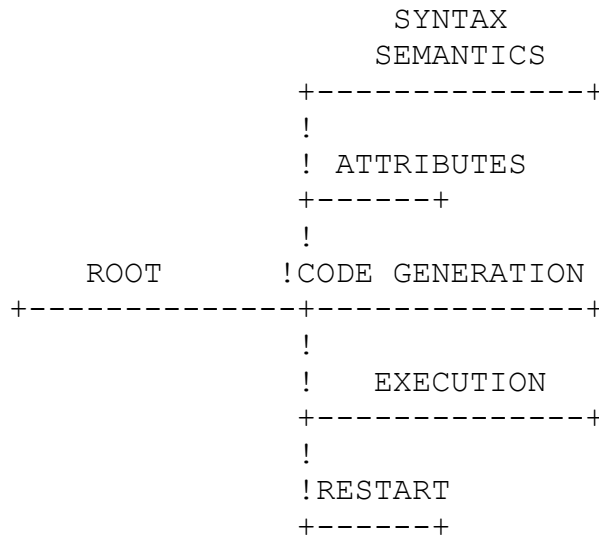 SYNTAX
SEMANTICS
+--------------+
!
! ATTRIBUTES
+------+
!
ROOT !CODE GENERATION
+--------------+--------------+
!
! EXECUTION
+--------------+
!
!RESTART
+------+